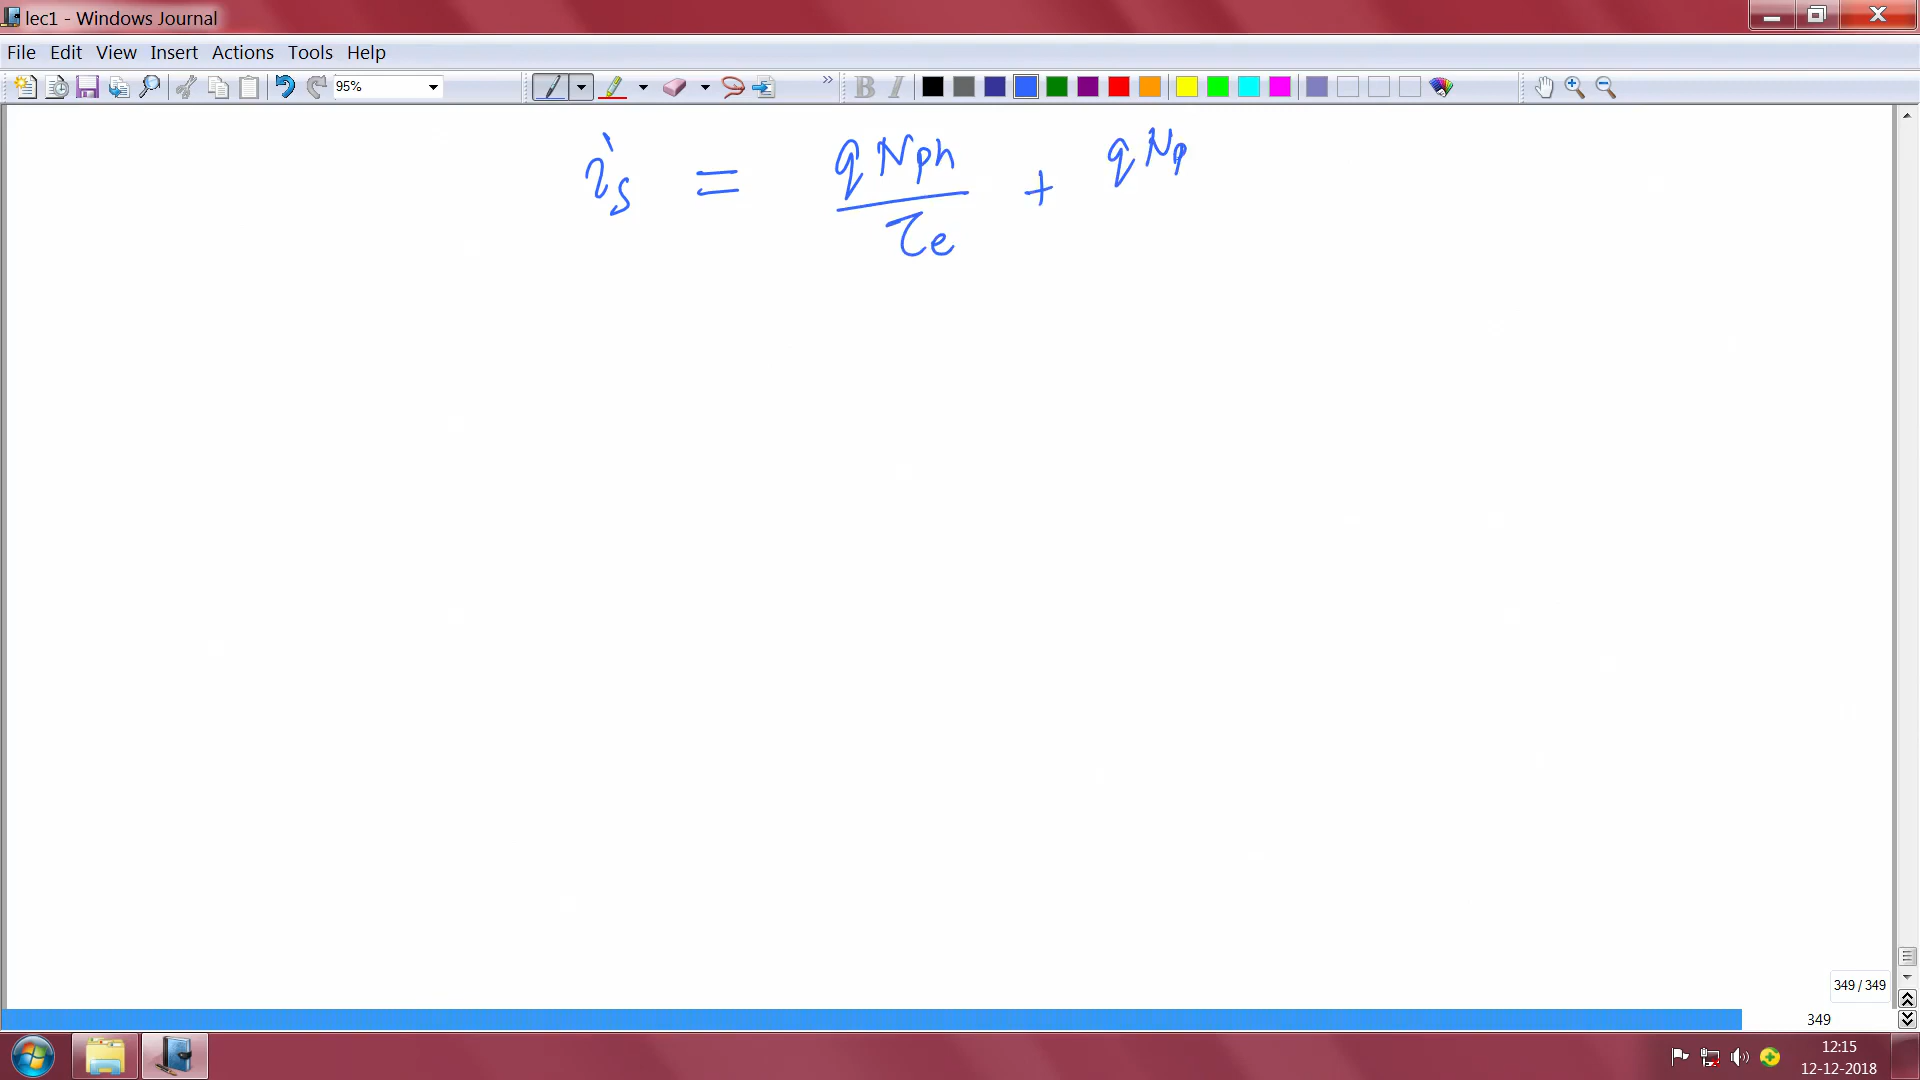 lec1 - Windows Journal
File Edit View Insert Actions Tools Help
95% » B I
i_s = q Nph / τe + q Np
349 / 349
349
12:15
12-12-2018